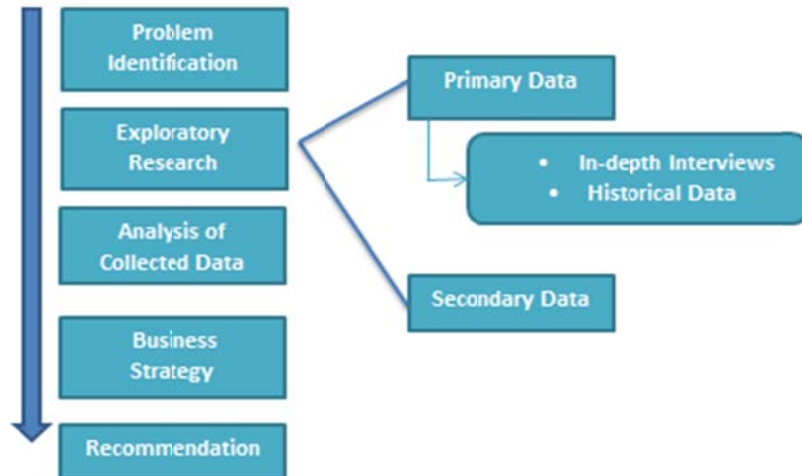 Problem
Identification
Exploratory
Research
Analysis of
Collected Data
Business
Strategy
Recommendation
Primary Data
• In-depth Interviews
• Historical Data
Secondary Data